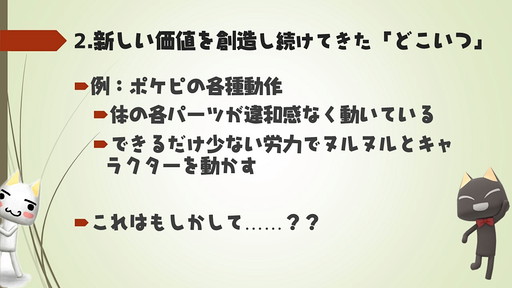 2.新しい価値を創造し続けてきた「どこいつ」
例：ポケピの各種動作
体の各パーツが違和感なく動いている
できるだけ少ない労力でヌルヌルとキャ
ラクターを動かす
これはもしかして……？？